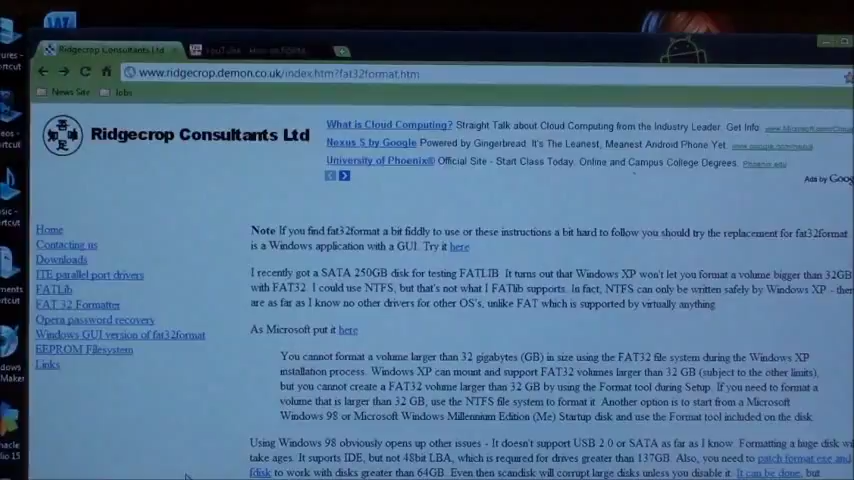 Ridgecrop Consultants Ltd
YouTube
www.ridgecrop.demon.co.uk/index.htm?fat32format.htm
News Site
Jobs
Ridgecrop Consultants Ltd
What is Cloud Computing? Straight Talk about Cloud Computing from the Industry Leader. Get Info.
Nexus S by Google Powered by Gingerbread. It's The Leanest, Meanest Android Phone Yet.
University of Phoenix® Official Site - Start Class Today. Online and Campus College Degrees. Phoenix.edu
Ads by Goog
Home
Contacting us
Downloads
ITE parallel port drivers
FATLib
FAT 32 Formatter
Opera password recovery
Windows GUI version of fat32format
EEPROM Filesystem
Links
Note If you find fat32format a bit fiddly to use or these instructions a bit hard to follow you should try the replacement for fat32format
is a Windows application with a GUI. Try it here
I recently got a SATA 250GB disk for testing FATLIB. It turns out that Windows XP won't let you format a volume bigger than 32GB
with FAT32. I could use NTFS, but that's not what I FATlib supports. In fact, NTFS can only be written safely by Windows XP - ther
are as far as I know no other drivers for other OS's, unlike FAT which is supported by virtually anything.
As Microsoft put it here
You cannot format a volume larger than 32 gigabytes (GB) in size using the FAT32 file system during the Windows XP
installation process. Windows XP can mount and support FAT32 volumes larger than 32 GB (subject to the other limits),
but you cannot create a FAT32 volume larger than 32 GB by using the Format tool during Setup. If you need to format a
volume that is larger than 32 GB, use the NTFS file system to format it. Another option is to start from a Microsoft
Windows 98 or Microsoft Windows Millennium Edition (Me) Startup disk and use the Format tool included on the disk.
Using Windows 98 obviously opens up other issues - It doesn't support USB 2.0 or SATA as far as I know. Formatting a huge disk wi
take ages. It supports IDE, but not 48bit LBA, which is required for drives greater than 137GB. Also, you need to patch format.exe and
fdisk to work with disks greater than 64GB. Even then scandisk will corrupt large disks unless you disable it. It can be done, but